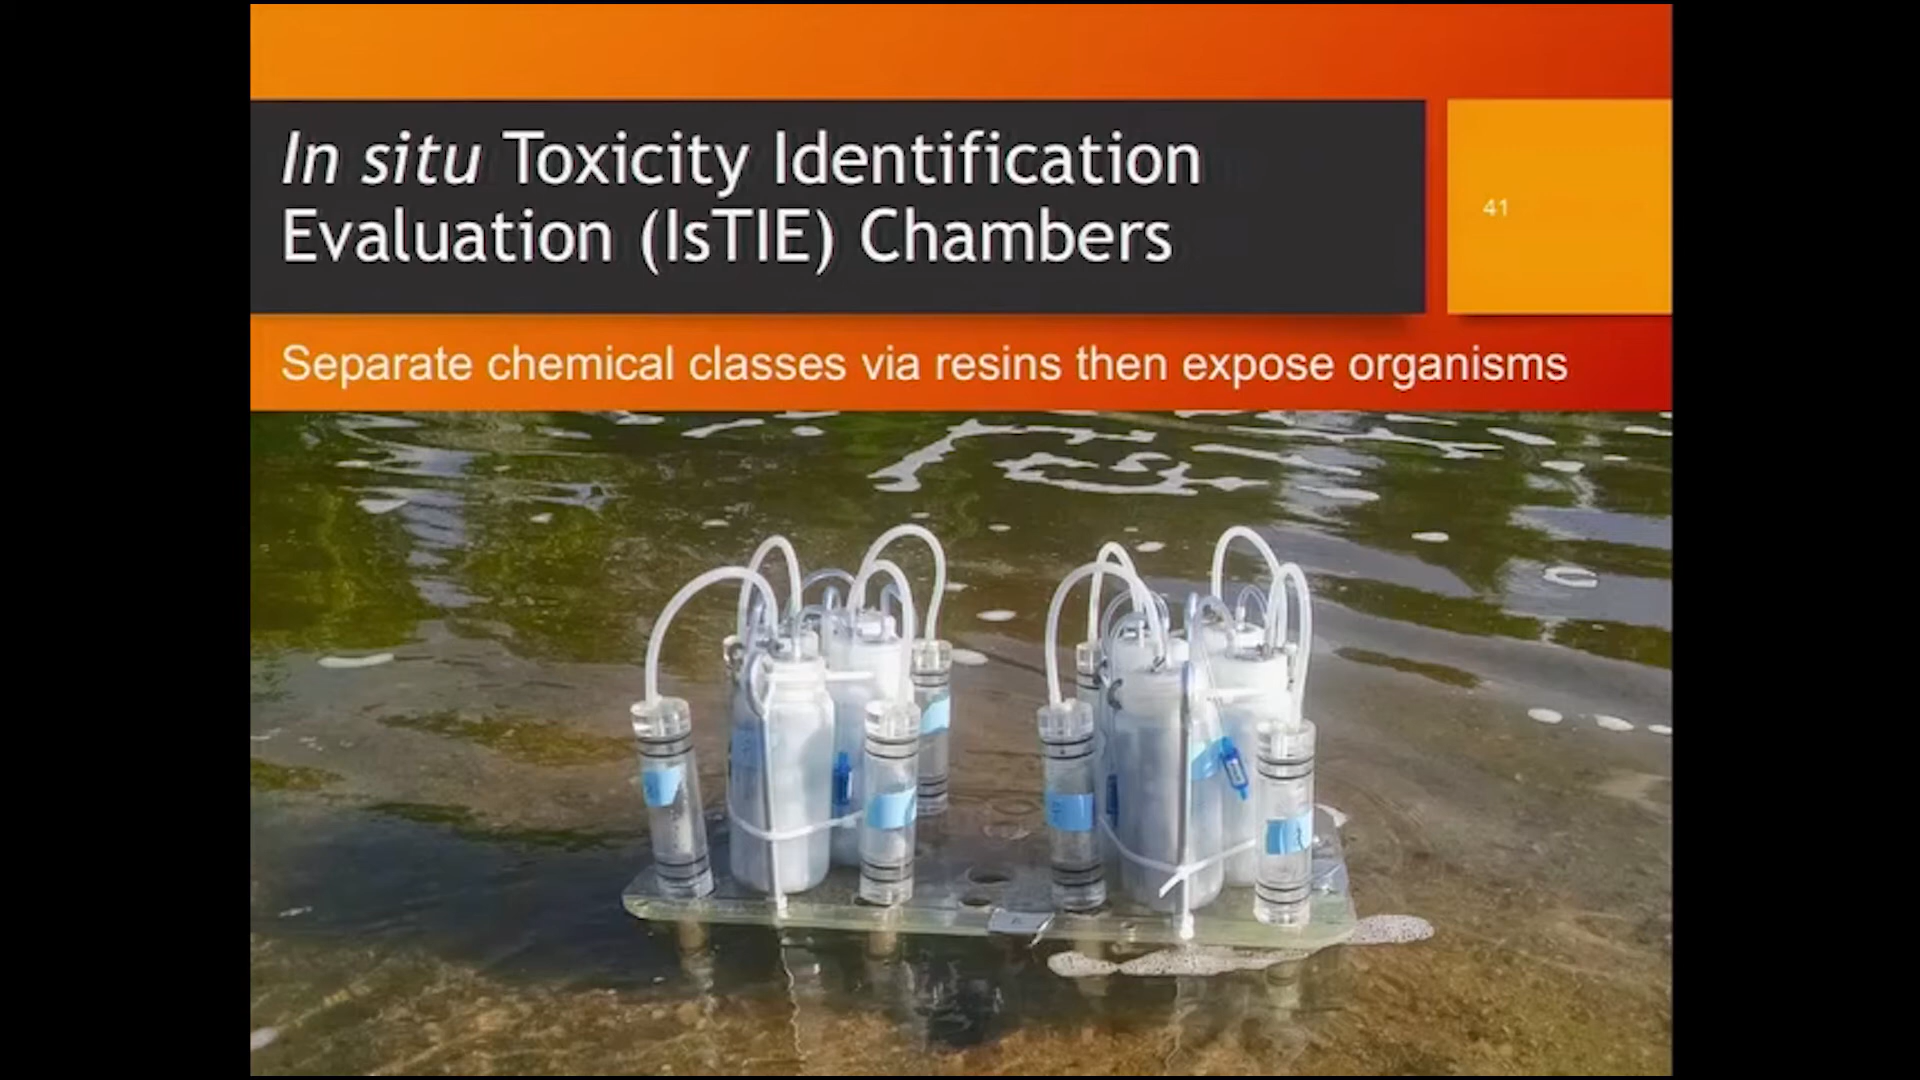 In situ Toxicity Identification
Evaluation (IsTIE) Chambers
41
Separate chemical classes via resins then expose organisms